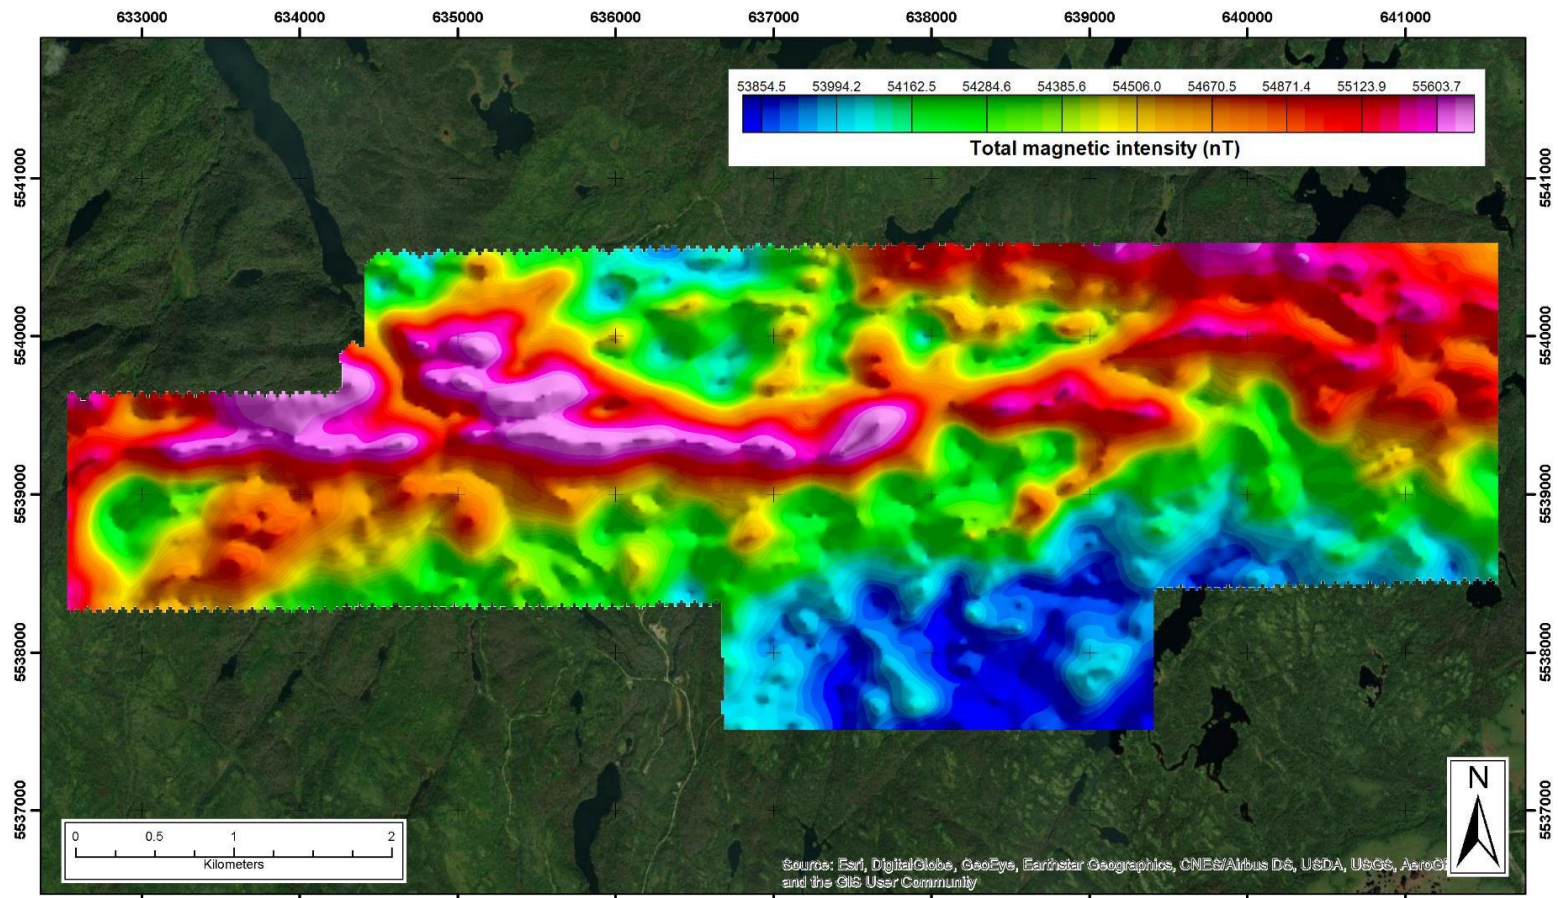 633000 634000 635000 636000 637000 638000 639000 640000 641000
53854.5 53994.2 54162.5 54284.6 54385.6 54506.0 54670.5 54871.4 55123.9 55603.7
Total magnetic intensity (nT)
5541000 5541000
5540000 5540000
5539000 5539000
5538000 5538000
5537000 5537000
N
0 0.5 1 2
Kilometers
Source: Esri, DigitalGlobe, GeoEye, Earthstar Geographics, CNES/Airbus DS, USDA, USGS,
and the GIS User Community